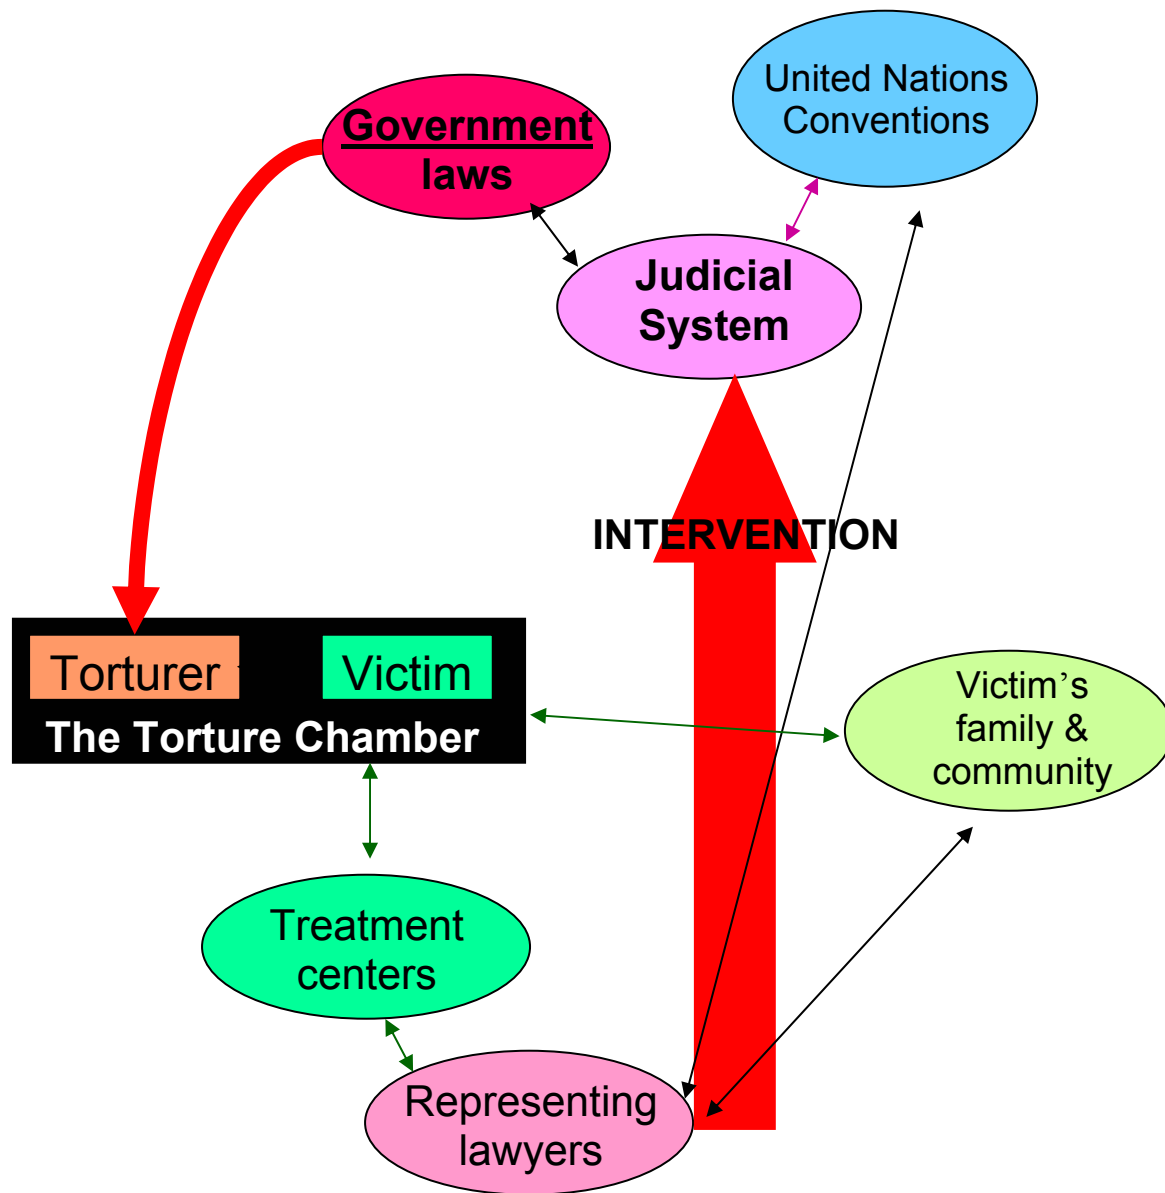 United Nations
Conventions
Government
laws
Judicial
System
INTERVENTION
Torturer
Victim
The Torture Chamber
Victim’s
family &
community
Treatment
centers
Representing
lawyers